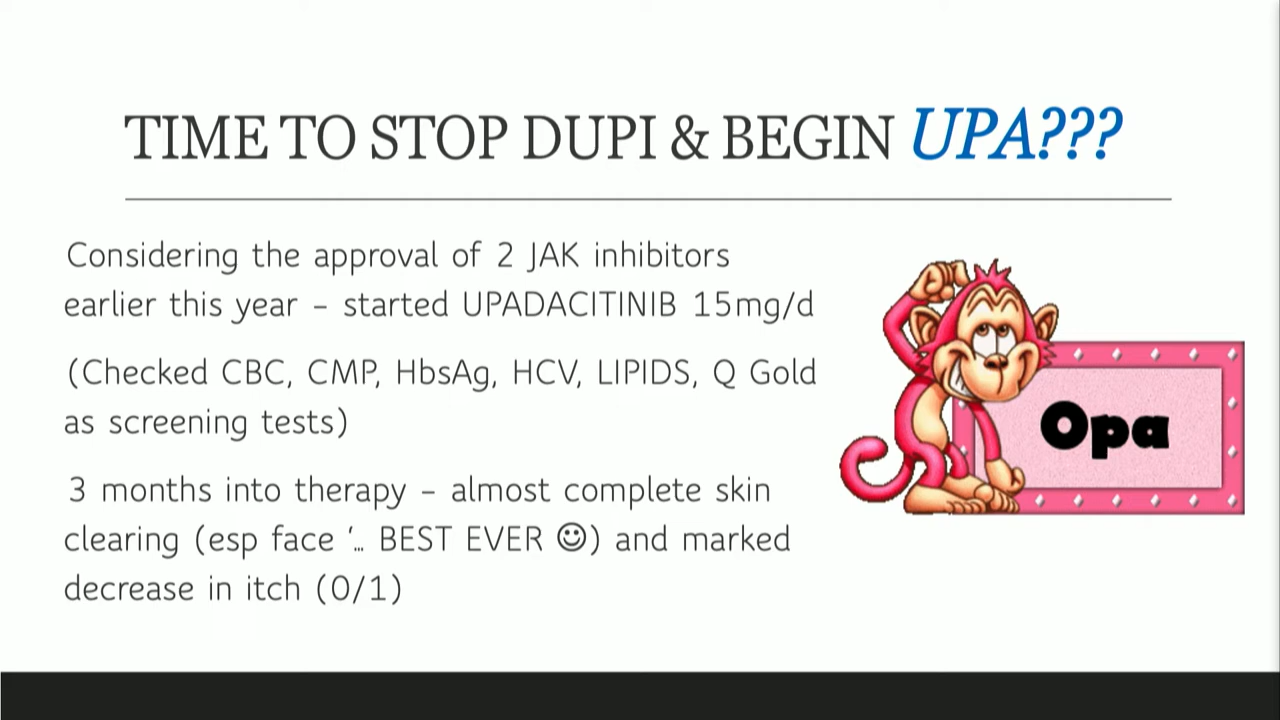 TIME TO STOP DUPI & BEGIN UPA???
Considering the approval of 2 JAK inhibitors
earlier this year – started UPADACITINIB 15mg/d
(Checked CBC, CMP, HbsAg, HCV, LIPIDS, Q Gold
as screening tests)
3 months into therapy – almost complete skin
clearing (esp face ‘… BEST EVER ☺) and marked
decrease in itch (0/1)
Opa